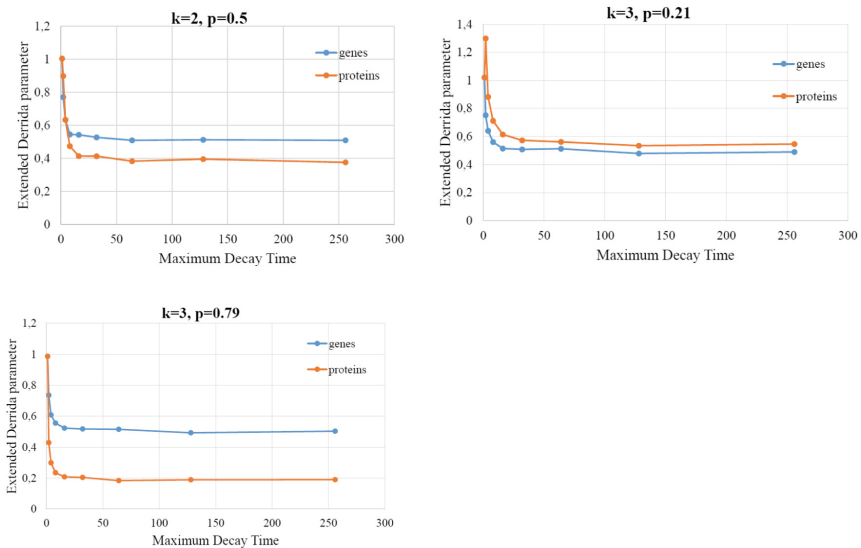 k=2, p=0.5
Extended Derrida parameter
1,2
1
0,8
0,6
0,4
0,2
0
0 50 100 150 200 250 300
Maximum Decay Time
genes
proteins
k=3, p=0.21
Extended Derrida parameter
1,4
1,2
1
0,8
0,6
0,4
0,2
0
0 50 100 150 200 250 300
Maximum Decay Time
genes
proteins
k=3, p=0.79
Extended Derrida parameter
1,2
1
0,8
0,6
0,4
0,2
0
0 50 100 150 200 250 300
Maximum Decay Time
genes
proteins